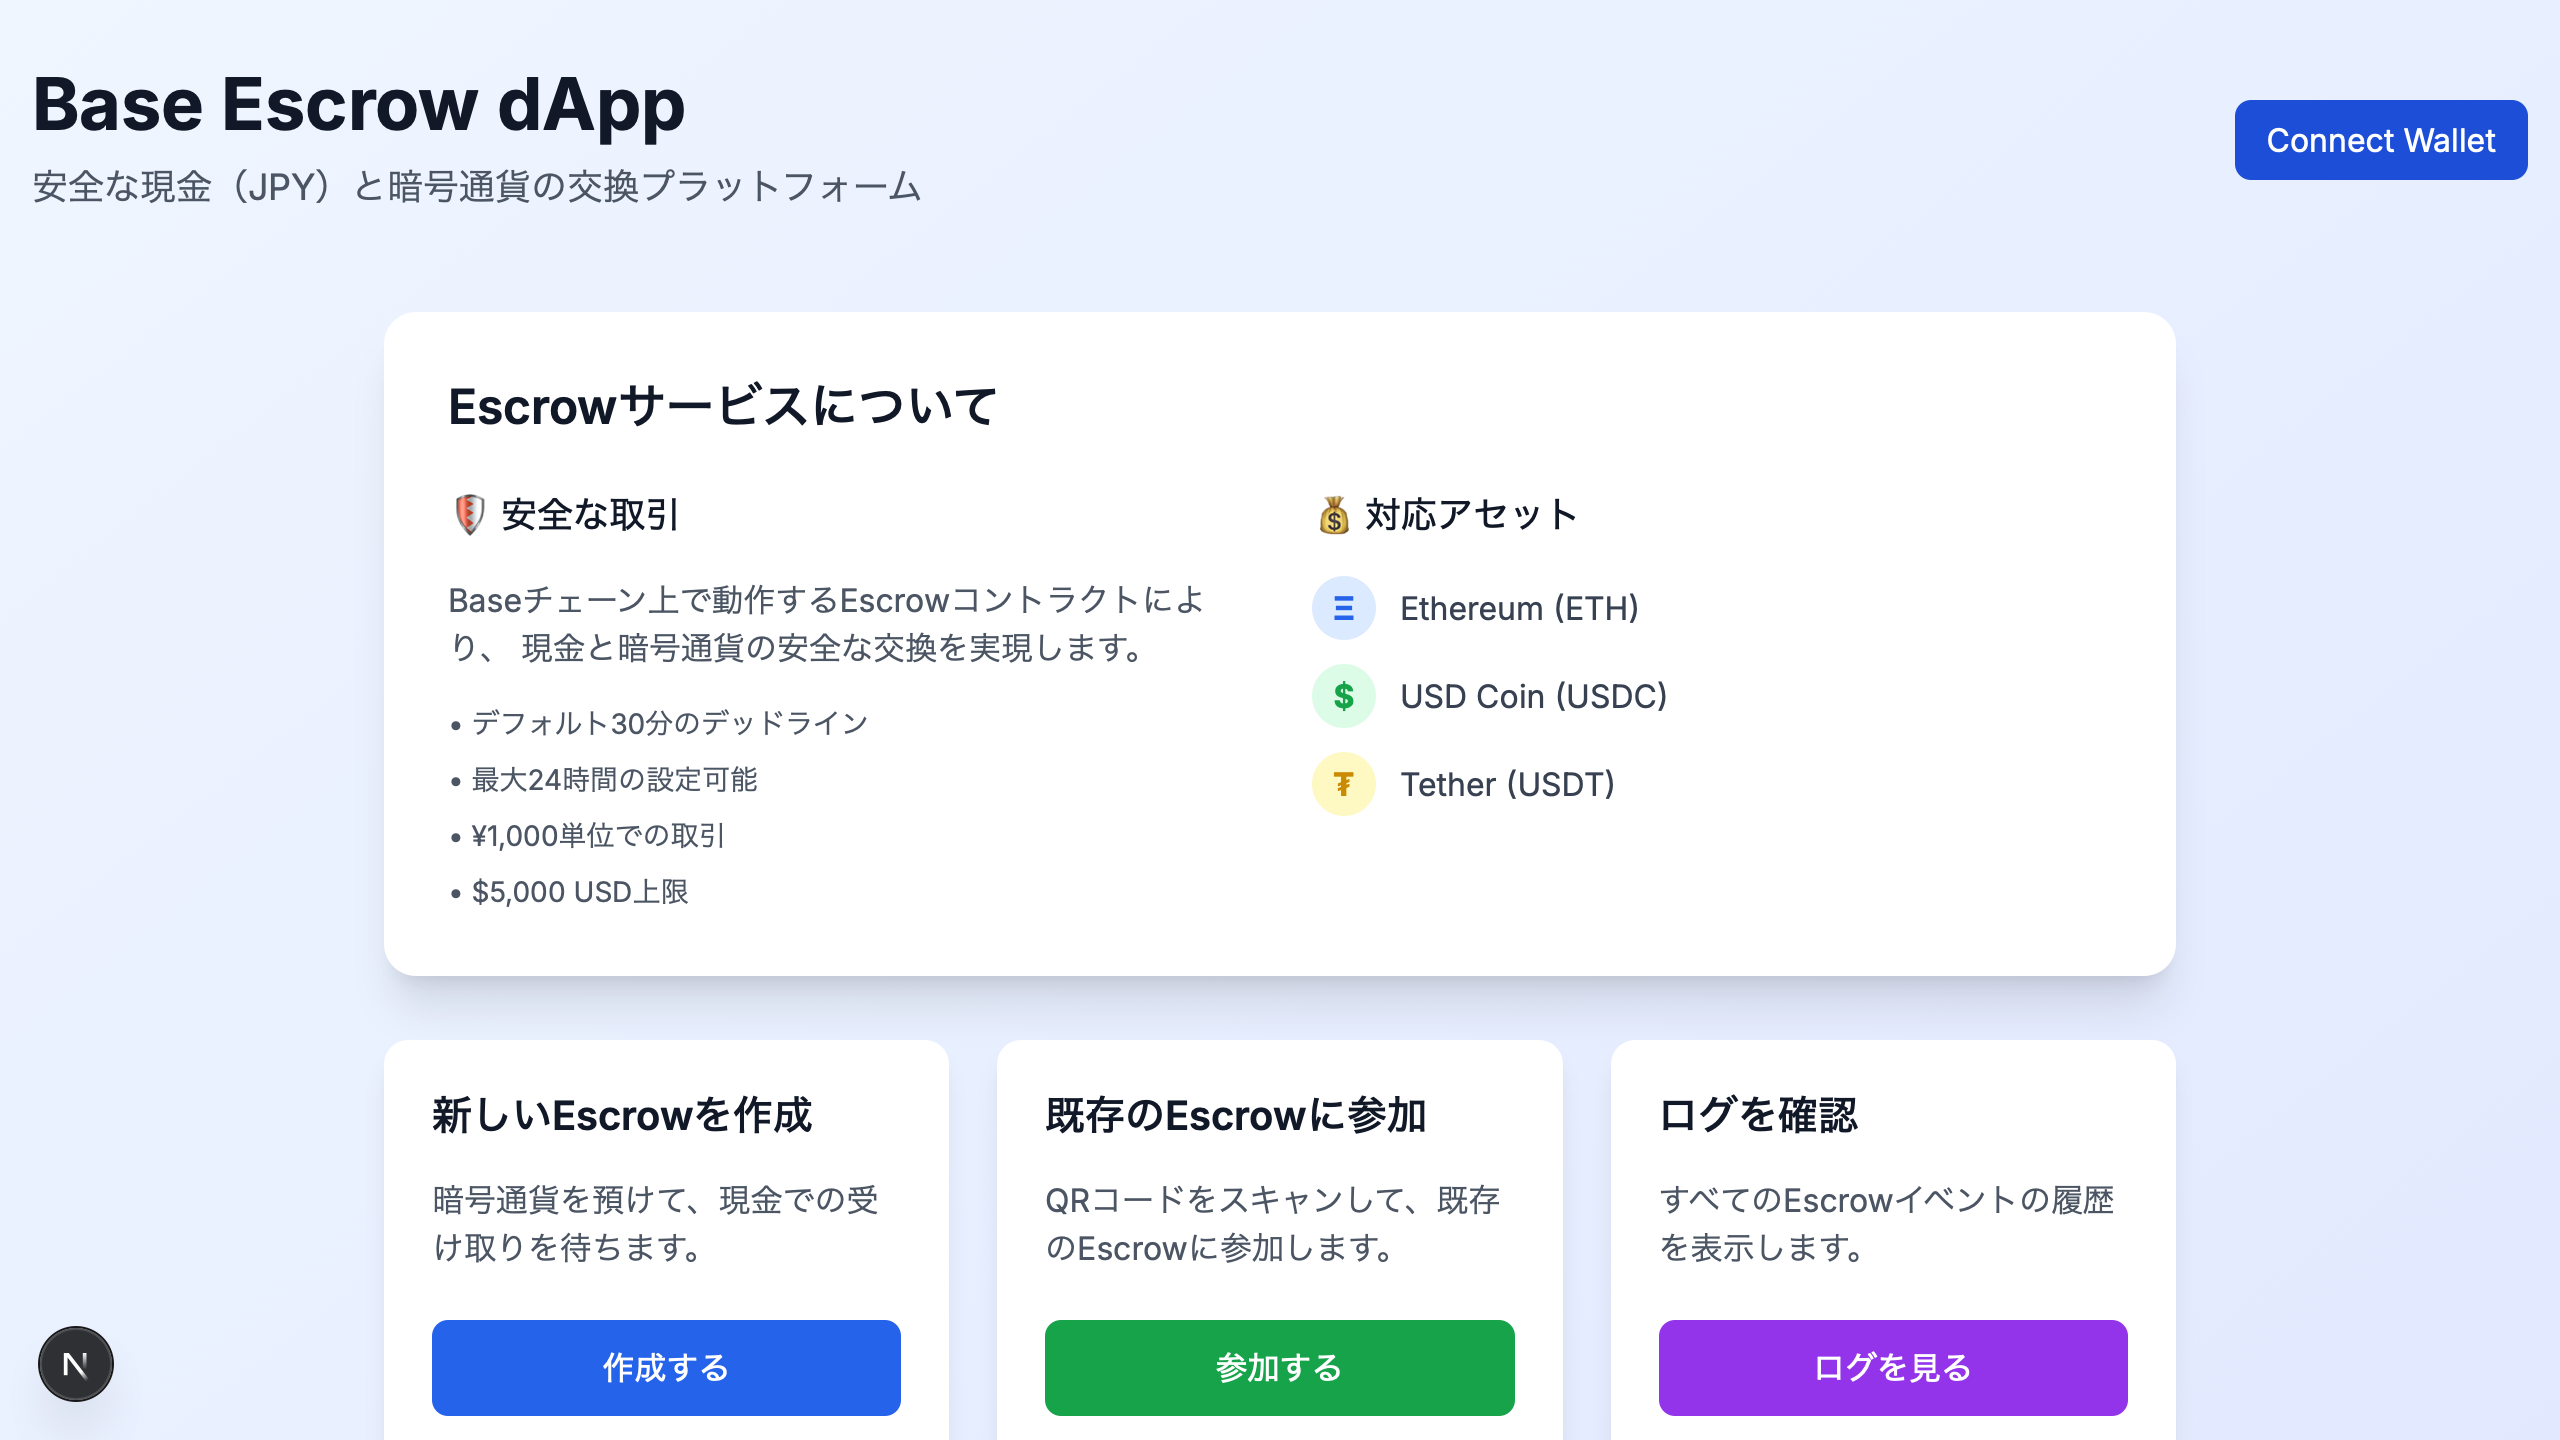 Base Escrow dApp
安全な現金（JPY）と暗号通貨の交換プラットフォーム
Connect Wallet
Escrowサービスについて
🛡️ 安全な取引
Baseチェーン上で動作するEscrowコントラクトによ
り、 現金と暗号通貨の安全な交換を実現します。
• デフォルト30分のデッドライン
• 最大24時間の設定可能
• ¥1,000単位での取引
• $5,000 USD上限
💰 対応アセット
Ξ Ethereum (ETH)
$ USD Coin (USDC)
₮ Tether (USDT)
新しいEscrowを作成
暗号通貨を預けて、現金での受
け取りを待ちます。
作成する
既存のEscrowに参加
QRコードをスキャンして、既存
のEscrowに参加します。
参加する
ログを確認
すべてのEscrowイベントの履歴
を表示します。
ログを見る
N